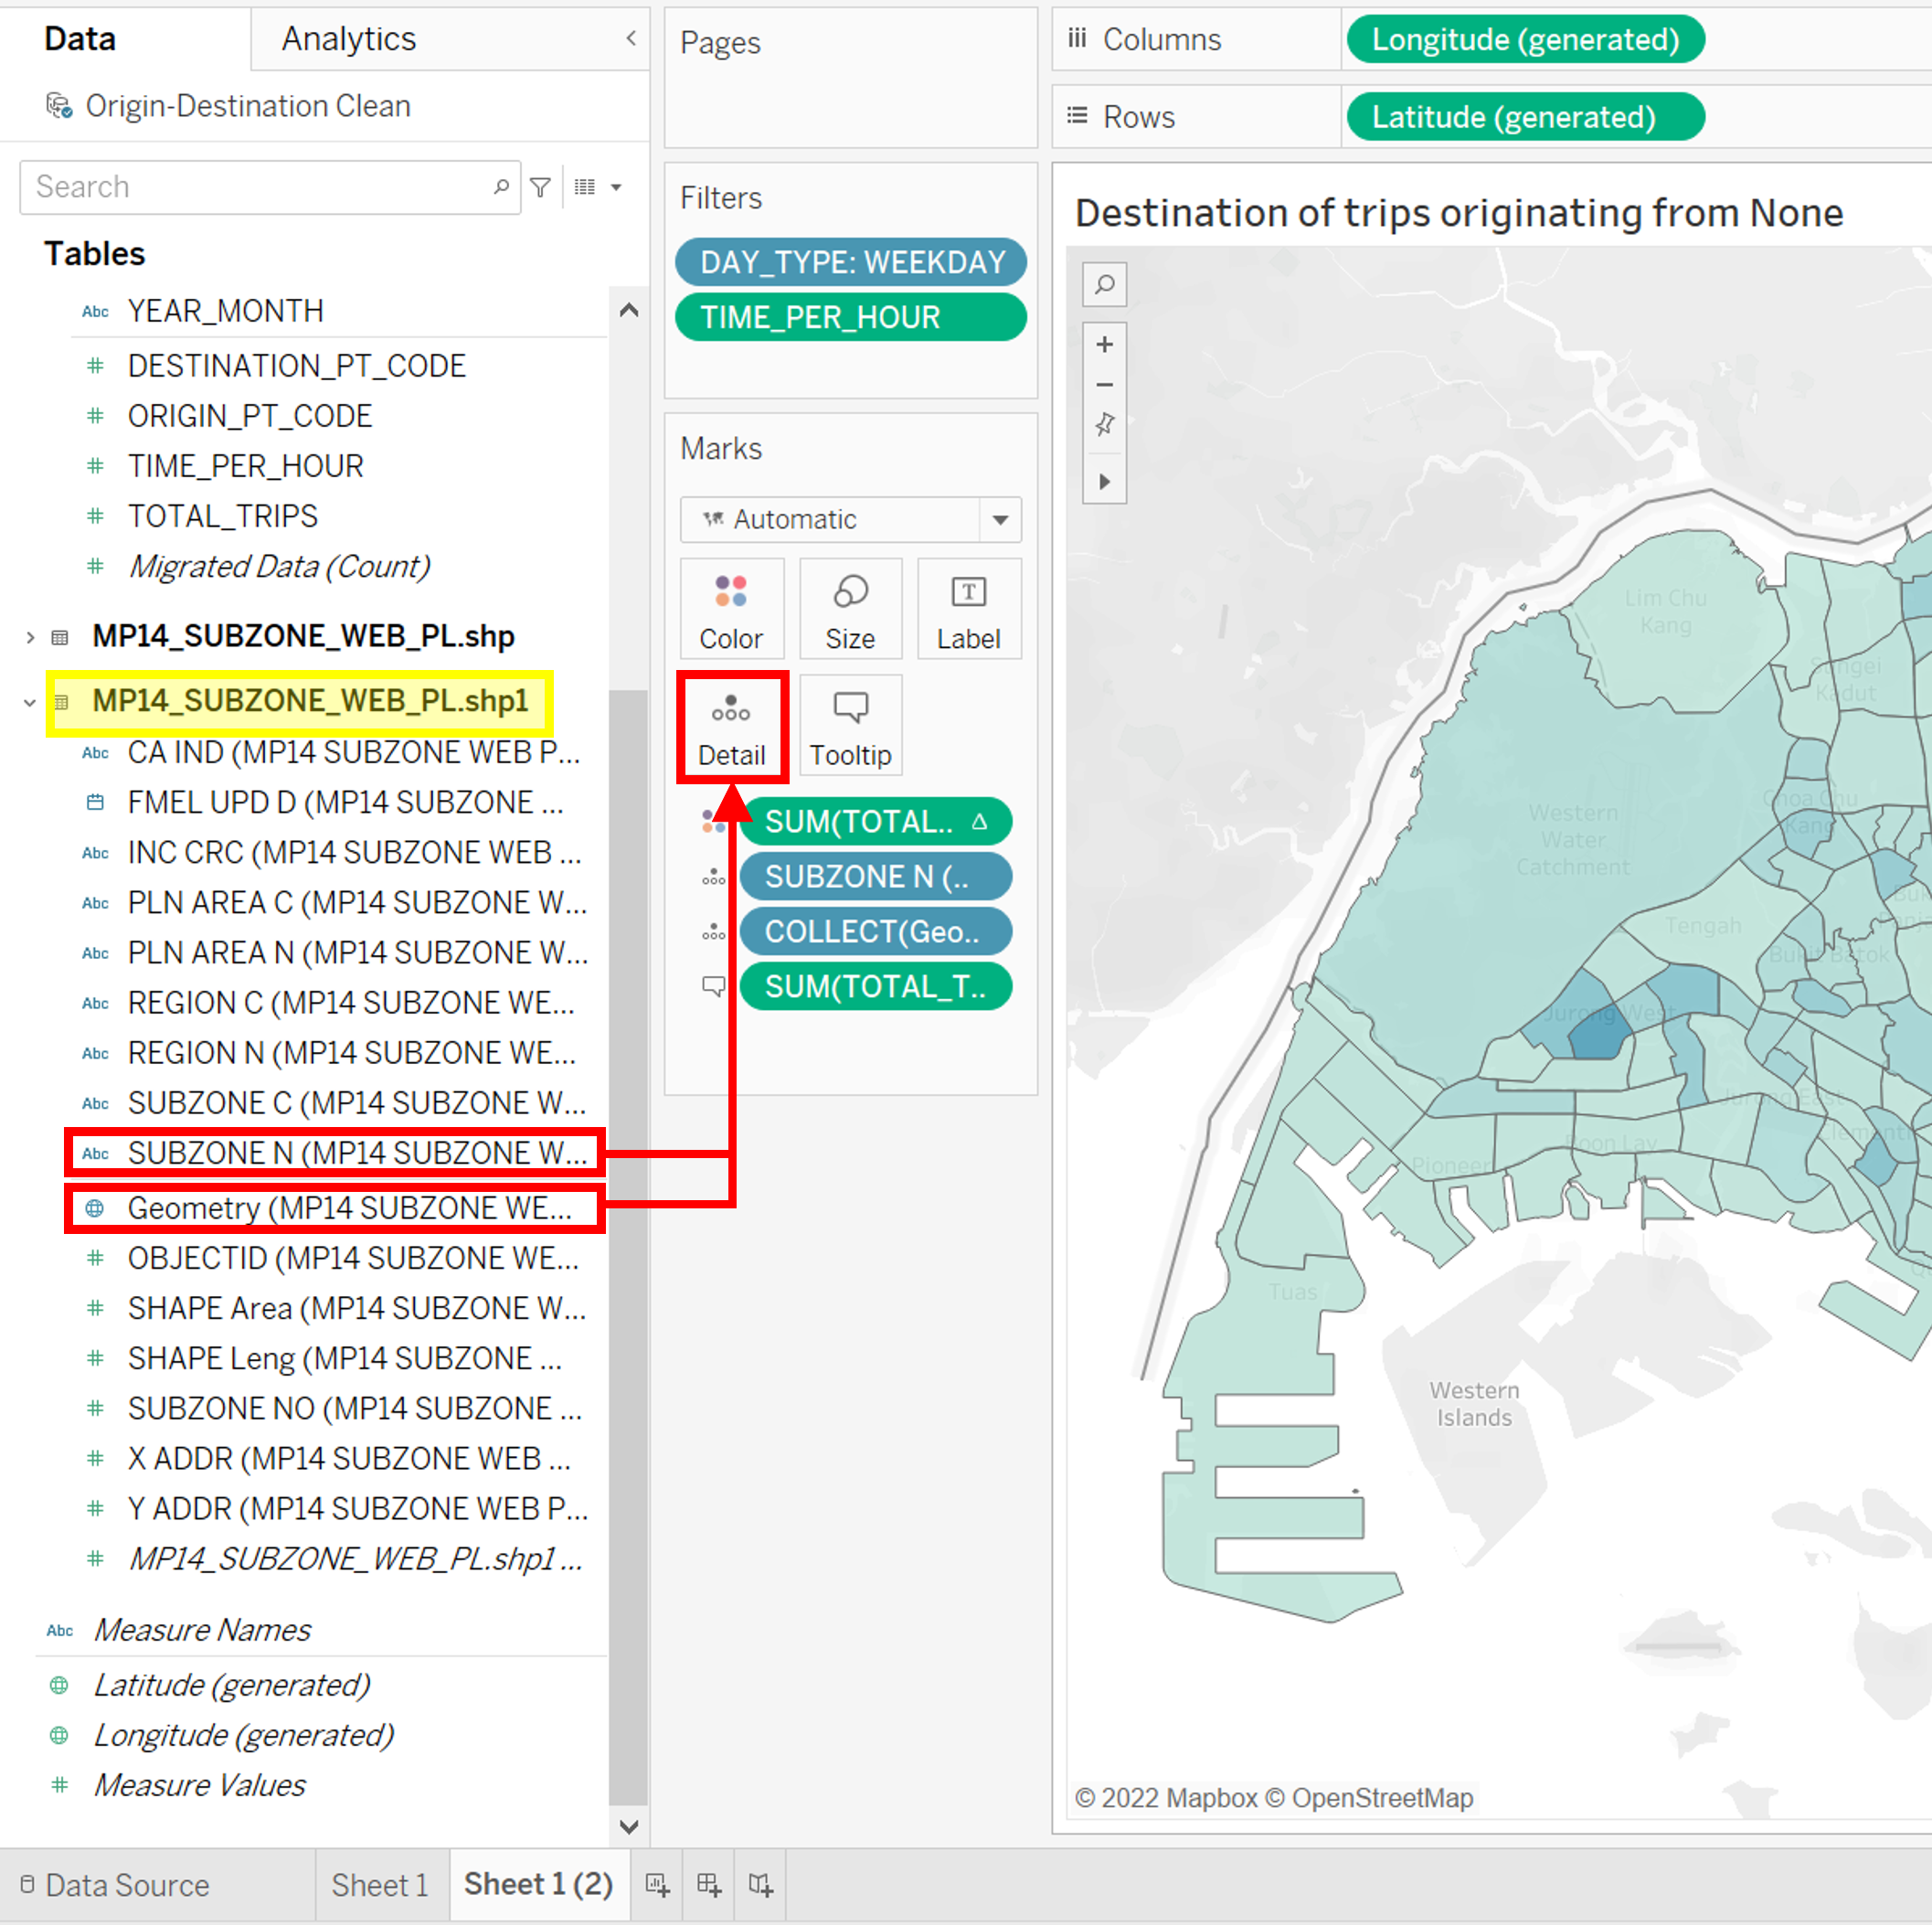 Data
Analytics
Origin-Destination Clean
Search
Tables
Abc YEAR_MONTH
# DESTINATION_PT_CODE
# ORIGIN_PT_CODE
# TIME_PER_HOUR
# TOTAL_TRIPS
# Migrated Data (Count)
MP14_SUBZONE_WEB_PL.shp
MP14_SUBZONE_WEB_PL.shp1
Abc CA IND (MP14 SUBZONE WEB P...
FMEL UPD D (MP14 SUBZONE ...
Abc INC CRC (MP14 SUBZONE WEB ...
Abc PLN AREA C (MP14 SUBZONE W...
Abc PLN AREA N (MP14 SUBZONE W...
Abc REGION C (MP14 SUBZONE WE...
Abc REGION N (MP14 SUBZONE WE...
Abc SUBZONE C (MP14 SUBZONE W...
Abc SUBZONE N (MP14 SUBZONE W...
Geometry (MP14 SUBZONE WE...
# OBJECTID (MP14 SUBZONE WE...
# SHAPE Area (MP14 SUBZONE W...
# SHAPE Leng (MP14 SUBZONE ...
# SUBZONE NO (MP14 SUBZONE ...
# X ADDR (MP14 SUBZONE WEB ...
# Y ADDR (MP14 SUBZONE WEB P...
# MP14_SUBZONE_WEB_PL.shp1 ...
Abc Measure Names
Latitude (generated)
Longitude (generated)
# Measure Values
Pages
Filters
DAY_TYPE: WEEKDAY
TIME_PER_HOUR
Marks
Automatic
Color
Size
T
Label
Detail
Tooltip
SUM(TOTAL.. Δ
SUBZONE N (..
COLLECT(Geo..
SUM(TOTAL_T..
iii Columns
Longitude (generated)
Rows
Latitude (generated)
Destination of trips originating from None
+
−
Lim Chu
Kang
Sungei
Kadut
Choa Chu
Kang
Western
Water
Catchment
Tengah
Bukit Batok
Jurong West
Jurong East
Clementi
Boon Lay
Pioneer
Tuas
Western
Islands
© 2022 Mapbox © OpenStreetMap
Data Source
Sheet 1
Sheet 1 (2)